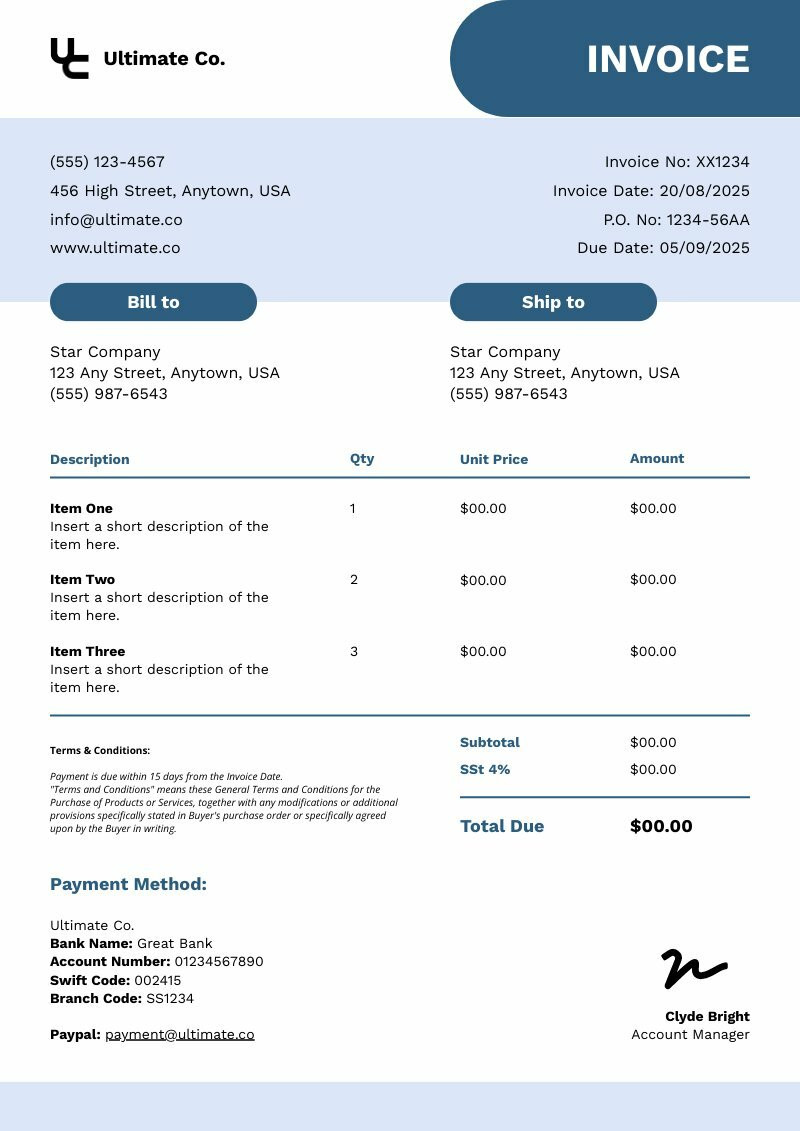 UC Ultimate Co.
INVOICE
(555) 123-4567
456 High Street, Anytown, USA
info@ultimate.co
www.ultimate.co
Invoice No: XX1234
Invoice Date: 20/08/2025
P.O. No: 1234-56AA
Due Date: 05/09/2025
Bill to
Star Company
123 Any Street, Anytown, USA
(555) 987-6543
Ship to
Star Company
123 Any Street, Anytown, USA
(555) 987-6543
Description Qty Unit Price Amount
Item One 1 $00.00 $00.00
Insert a short description of the
item here.
Item Two 2 $00.00 $00.00
Insert a short description of the
item here.
Item Three 3 $00.00 $00.00
Insert a short description of the
item here.
Terms & Conditions:
Payment is due within 15 days from the Invoice Date.
"Terms and Conditions" means these General Terms and Conditions for the
Purchase of Products or Services, together with any modifications or additional
provisions specifically stated in Buyer's purchase order or specifically agreed
upon by the Buyer in writing.
Subtotal $00.00
SSt 4% $00.00
Total Due $00.00
Payment Method:
Ultimate Co.
Bank Name: Great Bank
Account Number: 01234567890
Swift Code: 002415
Branch Code: SS1234
Paypal: payment@ultimate.co
Clyde Bright
Account Manager